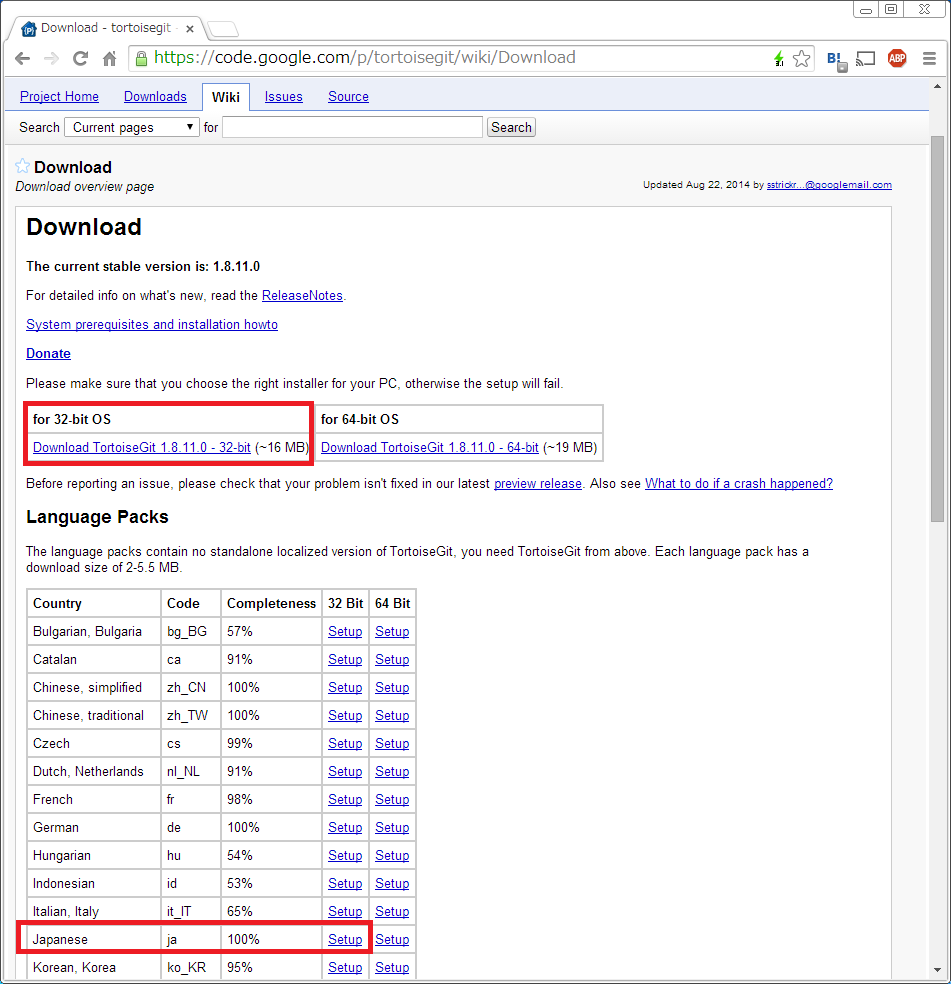 Download - tortoisegit
https://code.google.com/p/tortoisegit/wiki/Download
B!
ABP
Project Home Downloads Wiki Issues Source
Search Current pages for Search
Download
Download overview page
Updated Aug 22, 2014 by sstrickr...@googlemail.com
Download
The current stable version is: 1.8.11.0
For detailed info on what's new, read the ReleaseNotes.
System prerequisites and installation howto
Donate
Please make sure that you choose the right installer for your PC, otherwise the setup will fail.
for 32-bit OS for 64-bit OS
Download TortoiseGit 1.8.11.0 - 32-bit (~16 MB) Download TortoiseGit 1.8.11.0 - 64-bit (~19 MB)
Before reporting an issue, please check that your problem isn't fixed in our latest preview release. Also see What to do if a crash happened?
Language Packs
The language packs contain no standalone localized version of TortoiseGit, you need TortoiseGit from above. Each language pack has a
download size of 2-5.5 MB.
Country Code Completeness 32 Bit 64 Bit
Bulgarian, Bulgaria bg_BG 57% Setup Setup
Catalan ca 91% Setup Setup
Chinese, simplified zh_CN 100% Setup Setup
Chinese, traditional zh_TW 100% Setup Setup
Czech cs 99% Setup Setup
Dutch, Netherlands nl_NL 91% Setup Setup
French fr 98% Setup Setup
German de 100% Setup Setup
Hungarian hu 54% Setup Setup
Indonesian id 53% Setup Setup
Italian, Italy it_IT 65% Setup Setup
Japanese ja 100% Setup Setup
Korean, Korea ko_KR 95% Setup Setup